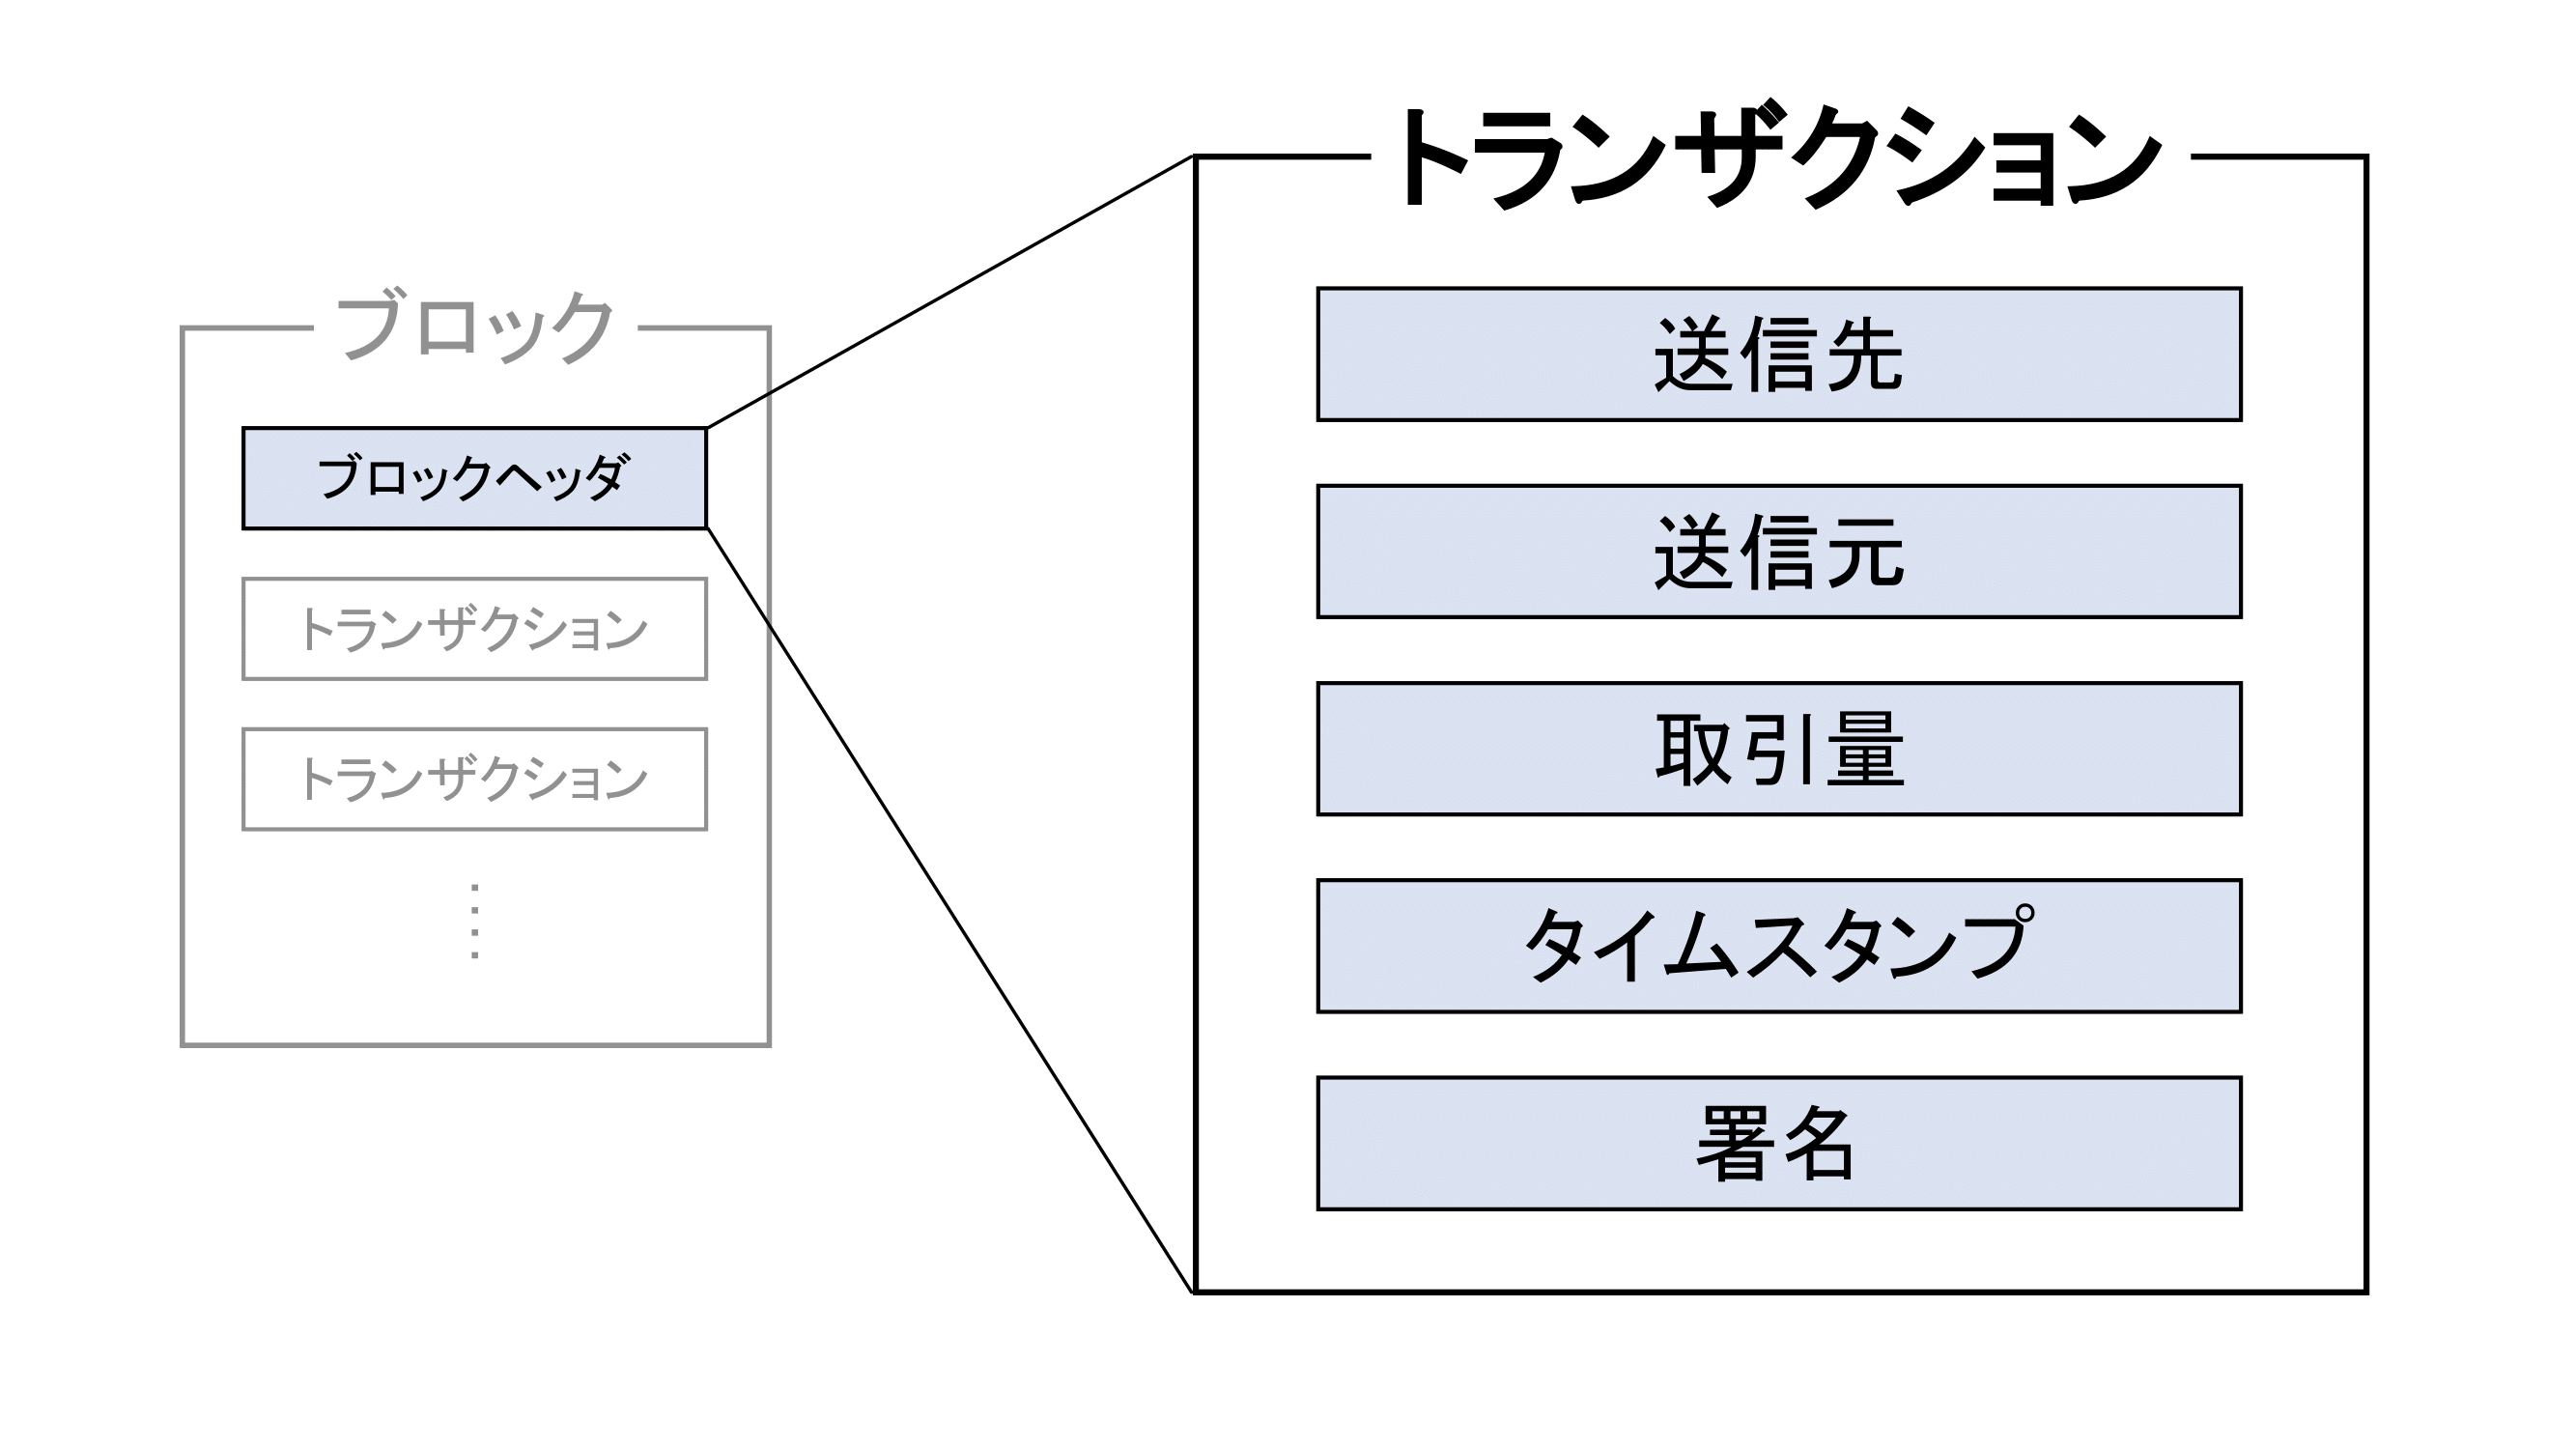 ブロック
ブロックヘッダ
トランザクション
トランザクション
トランザクション
送信先
送信元
取引量
タイムスタンプ
署名